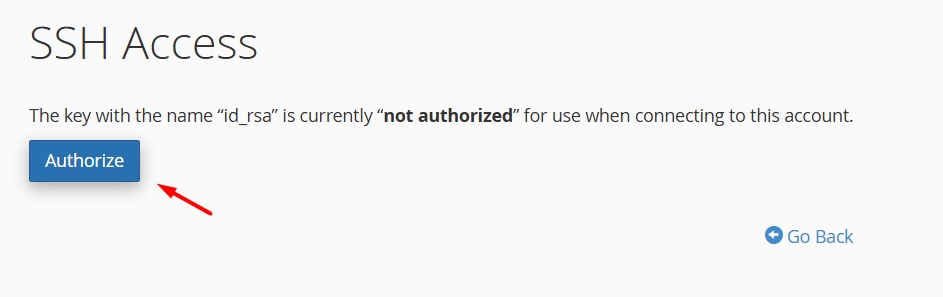 SSH Access
The key with the name “id_rsa” is currently “not authorized” for use when connecting to this account.
Authorize
Go Back